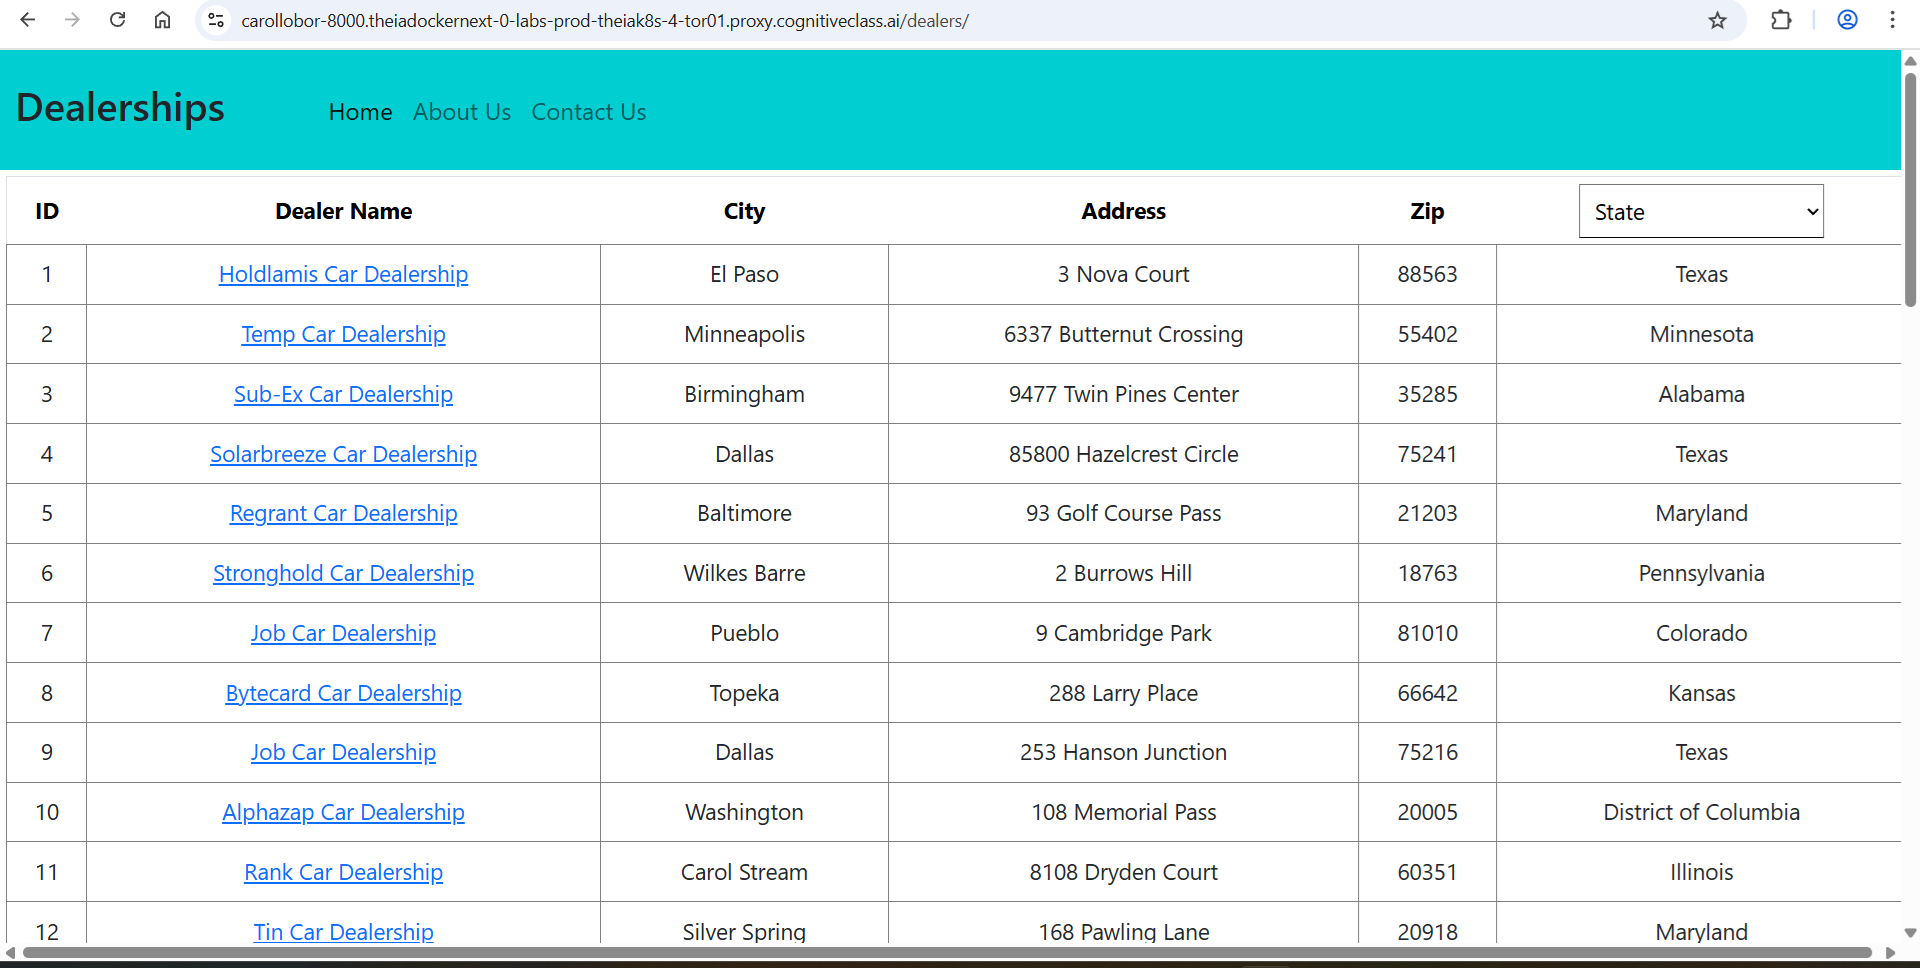 carollobor-8000.theiadockernext-0-labs-prod-theiak8s-4-tor01.proxy.cognitiveclass.ai/dealers/
Dealerships Home About Us Contact Us
ID Dealer Name City Address Zip State
1 Holdlamis Car Dealership El Paso 3 Nova Court 88563 Texas
2 Temp Car Dealership Minneapolis 6337 Butternut Crossing 55402 Minnesota
3 Sub-Ex Car Dealership Birmingham 9477 Twin Pines Center 35285 Alabama
4 Solarbreeze Car Dealership Dallas 85800 Hazelcrest Circle 75241 Texas
5 Regrant Car Dealership Baltimore 93 Golf Course Pass 21203 Maryland
6 Stronghold Car Dealership Wilkes Barre 2 Burrows Hill 18763 Pennsylvania
7 Job Car Dealership Pueblo 9 Cambridge Park 81010 Colorado
8 Bytecard Car Dealership Topeka 288 Larry Place 66642 Kansas
9 Job Car Dealership Dallas 253 Hanson Junction 75216 Texas
10 Alphazap Car Dealership Washington 108 Memorial Pass 20005 District of Columbia
11 Rank Car Dealership Carol Stream 8108 Dryden Court 60351 Illinois
12 Tin Car Dealership Silver Spring 168 Pawling Lane 20918 Maryland